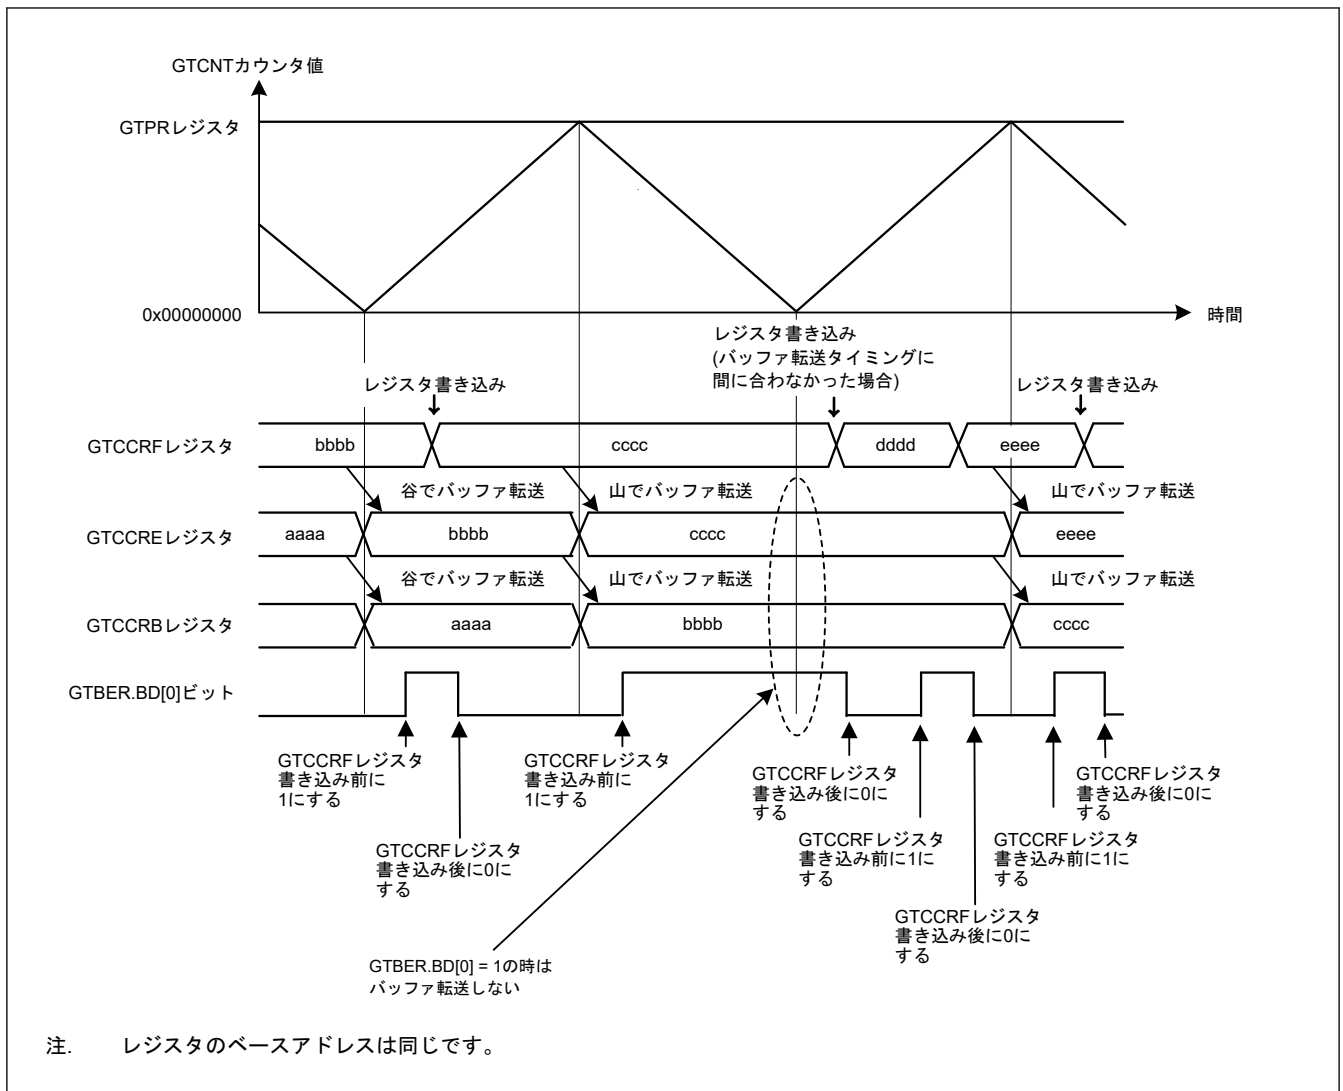 GTCNTカウンタ値
GTPRレジスタ
0x00000000
時間
レジスタ書き込み
(バッファ転送タイミングに
間に合わなかった場合)
レジスタ書き込み
レジスタ書き込み
GTCCRFレジスタ
bbbb
cccc
dddd
eeee
谷でバッファ転送
山でバッファ転送
山でバッファ転送
GTCCREレジスタ
aaaa
bbbb
cccc
eeee
谷でバッファ転送
山でバッファ転送
山でバッファ転送
GTCCRBレジスタ
aaaa
bbbb
cccc
GTBER.BD[0]ビット
GTCCRFレジスタ
書き込み前に
1にする
GTCCRFレジスタ
書き込み後に0に
する
GTCCRFレジスタ
書き込み前に
1にする
GTCCRFレジスタ
書き込み後に0に
する
GTCCRFレジスタ
書き込み前に1に
する
GTCCRFレジスタ
書き込み後に0に
する
GTCCRFレジスタ
書き込み前に1に
する
GTCCRFレジスタ
書き込み後に0に
する
GTBER.BD[0] = 1の時は
バッファ転送しない
注. レジスタのベースアドレスは同じです。